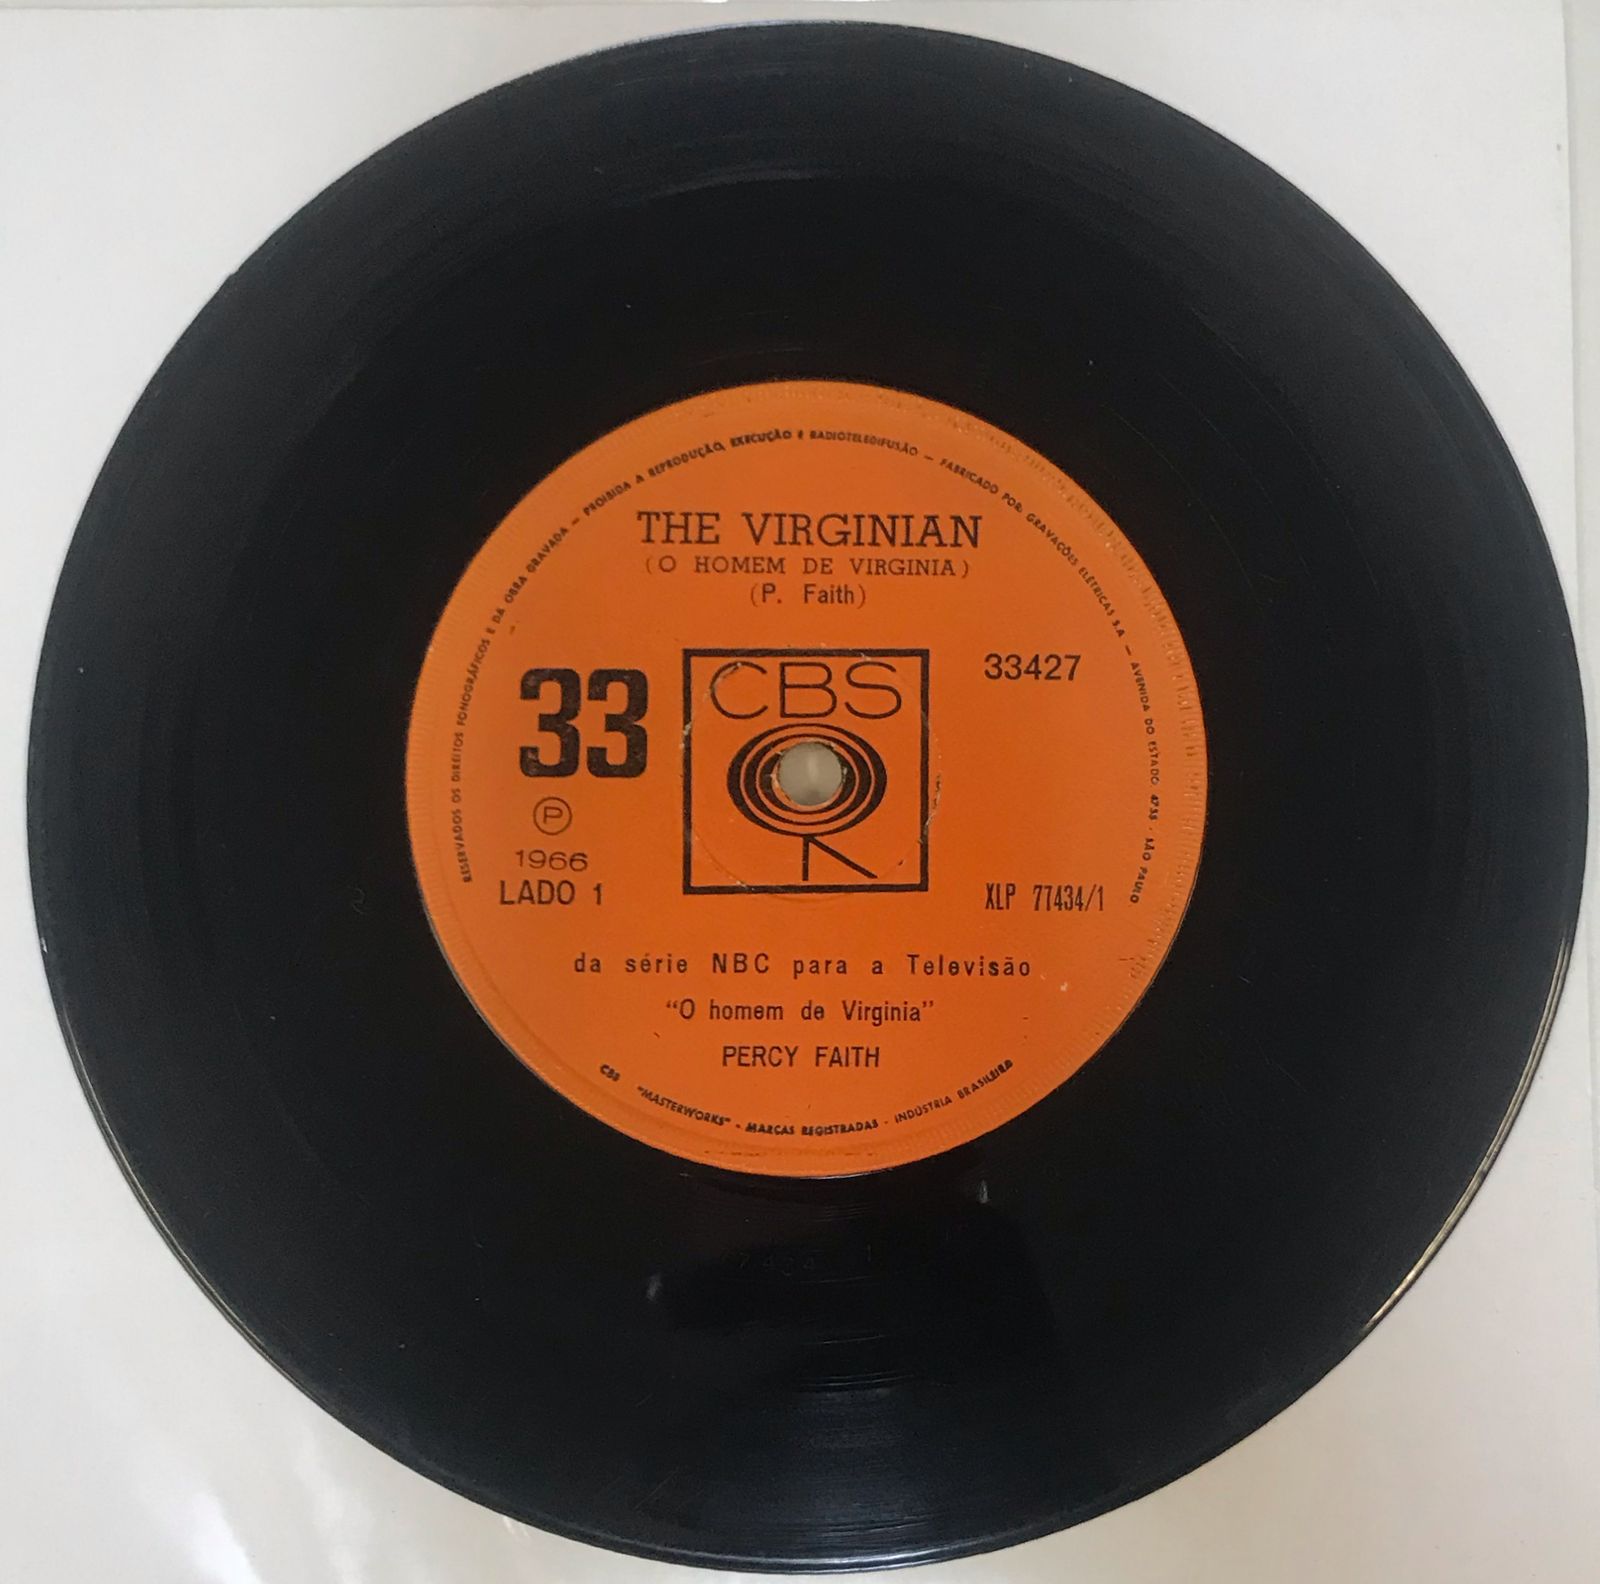 RESERVADOS OS DIREITOS FONOGRÁFICOS E DA OBRA GRAVADA — PROIBIDA A REPRODUÇÃO, EXECUÇÃO E RADIOTELEDIFUSÃO — FABRICADO POR: GRAVAÇÕES ELÉTRICAS S.A. — AVENIDA DO ESTADO, 4755 - SÃO PAULO
THE VIRGINIAN
(O HOMEM DE VIRGINIA)
(P. Faith)
33
CBS
33427
P
1966
LADO 1
XLP 77434/1
da série NBC para a Televisão
“O homem de Virginia”
PERCY FAITH
CBS "MASTERWORKS" - MARCAS REGISTRADAS - INDÚSTRIA BRASILEIRA